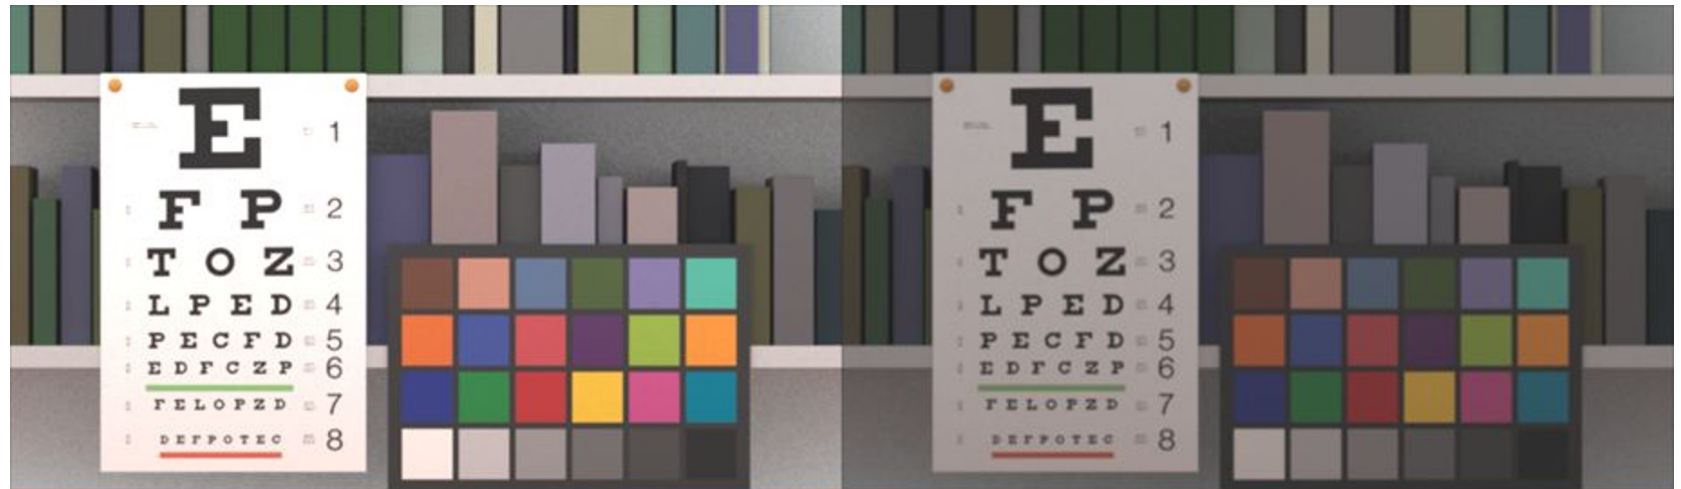 E 1
F P 2
T O Z 3
L P E D 4
P E C F D 5
E D F C Z P 6
F E L O P Z D 7
D E F P O T E C 8
E 1
F P 2
T O Z 3
L P E D 4
P E C F D 5
E D F C Z P 6
F E L O P Z D 7
D E F P O T E C 8